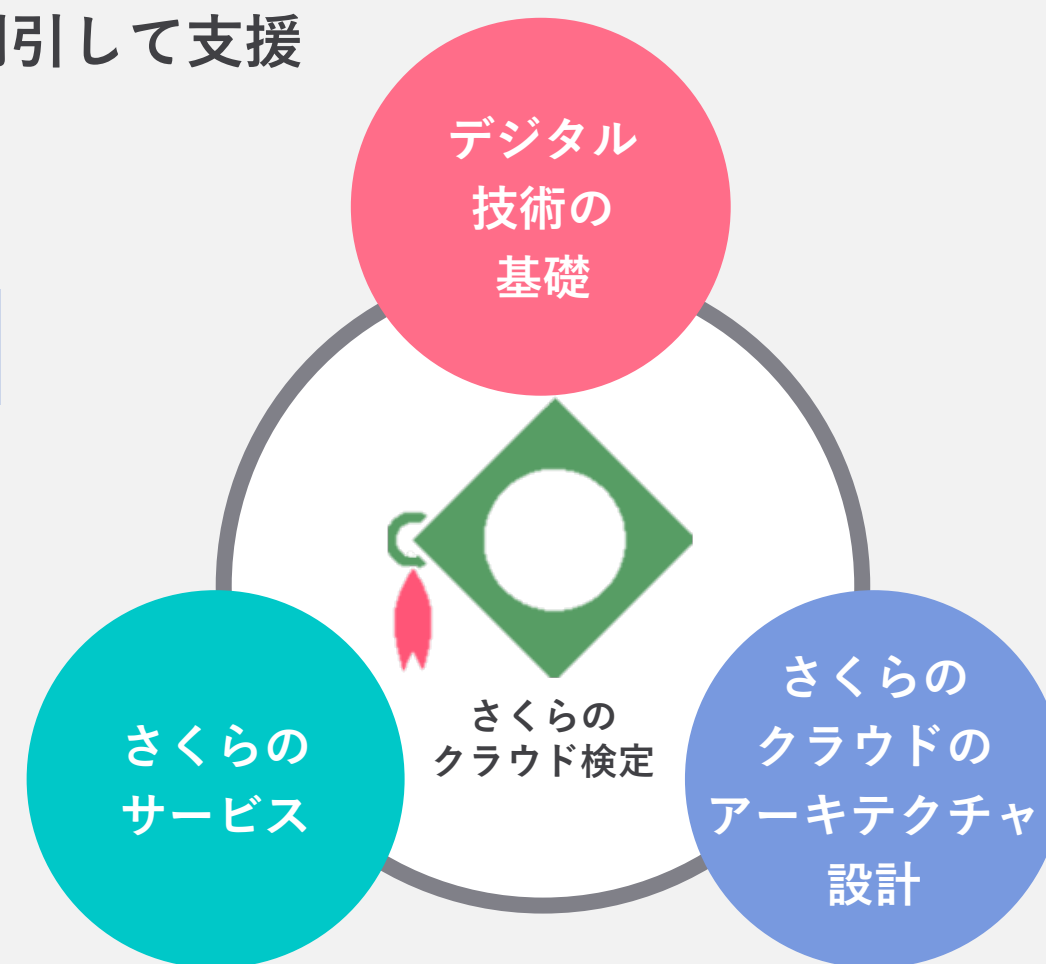 引して支援
デジタル
技術の
基礎
さくらの
クラウド検定
さくらの
サービス
さくらの
クラウドの
アーキテクチャ
設計